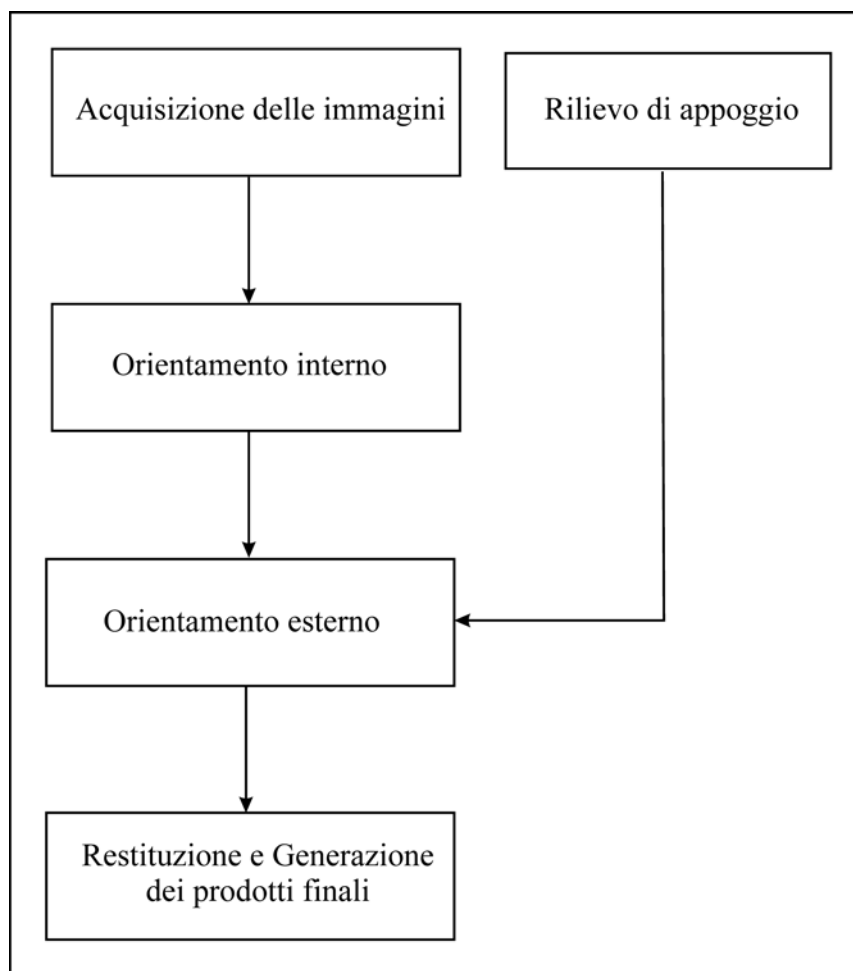 Acquisizione delle immagini
Rilievo di appoggio
Orientamento interno
Orientamento esterno
Restituzione e Generazione
dei prodotti finali